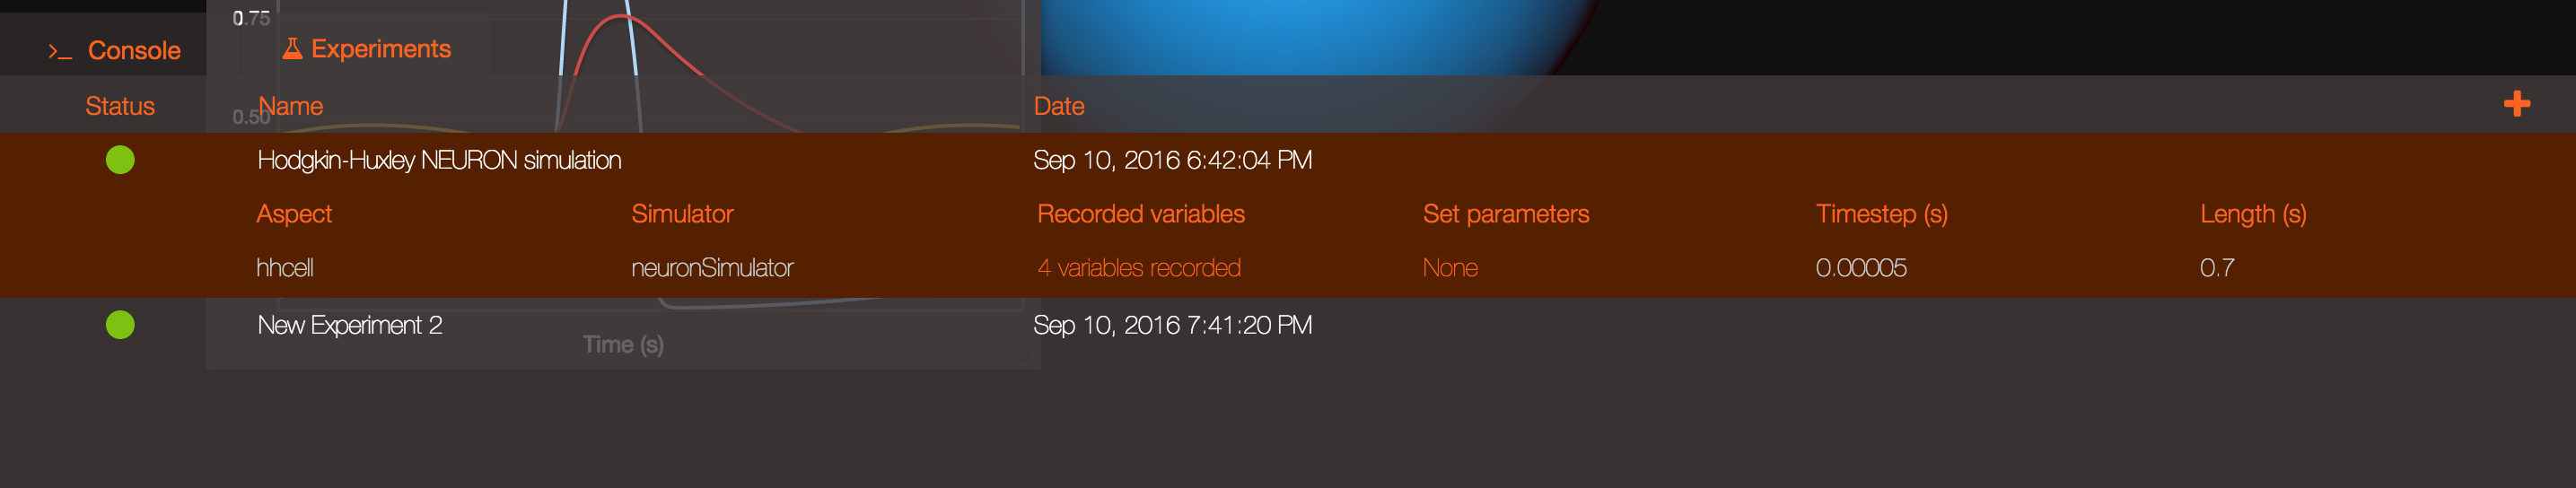 0.75
>_ Console Experiments
Status Name Date
0.50
Hodgkin-Huxley NEURON simulation Sep 10, 2016 6:42:04 PM
Aspect Simulator Recorded variables Set parameters Timestep (s) Length (s)
hhcell neuronSimulator 4 variables recorded None 0.00005 0.7
New Experiment 2 Sep 10, 2016 7:41:20 PM
Time (s)